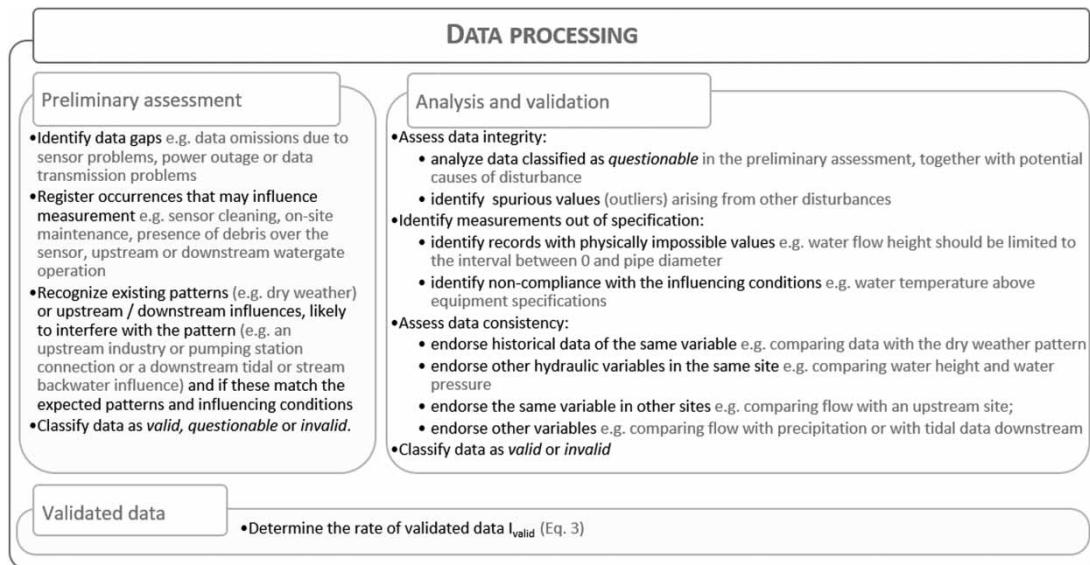 DATA PROCESSING
Preliminary assessment
•Identify data gaps e.g. data omissions due to
sensor problems, power outage or data
transmission problems
•Register occurrences that may influence
measurement e.g. sensor cleaning, on-site
maintenance, presence of debris over the
sensor, upstream or downstream watergate
operation
•Recognize existing patterns (e.g. dry weather)
or upstream / downstream influences, likely
to interfere with the pattern (e.g. an
upstream industry or pumping station
connection or a downstream tidal or stream
backwater influence) and if these match the
expected patterns and influencing conditions
•Classify data as valid, questionable or invalid.
Analysis and validation
•Assess data integrity:
• analyze data classified as questionable in the preliminary assessment, together with potential
causes of disturbance
• identify spurious values (outliers) arising from other disturbances
•Identify measurements out of specification:
• identify records with physically impossible values e.g. water flow height should be limited to
the interval between 0 and pipe diameter
• identify non-compliance with the influencing conditions e.g. water temperature above
equipment specifications
•Assess data consistency:
• endorse historical data of the same variable e.g. comparing data with the dry weather pattern
• endorse other hydraulic variables in the same site e.g. comparing water height and water
pressure
• endorse the same variable in other sites e.g. comparing flow with an upstream site;
• endorse other variables e.g. comparing flow with precipitation or with tidal data downstream
•Classify data as valid or invalid
Validated data
•Determine the rate of validated data Ivalid (Eq. 3)